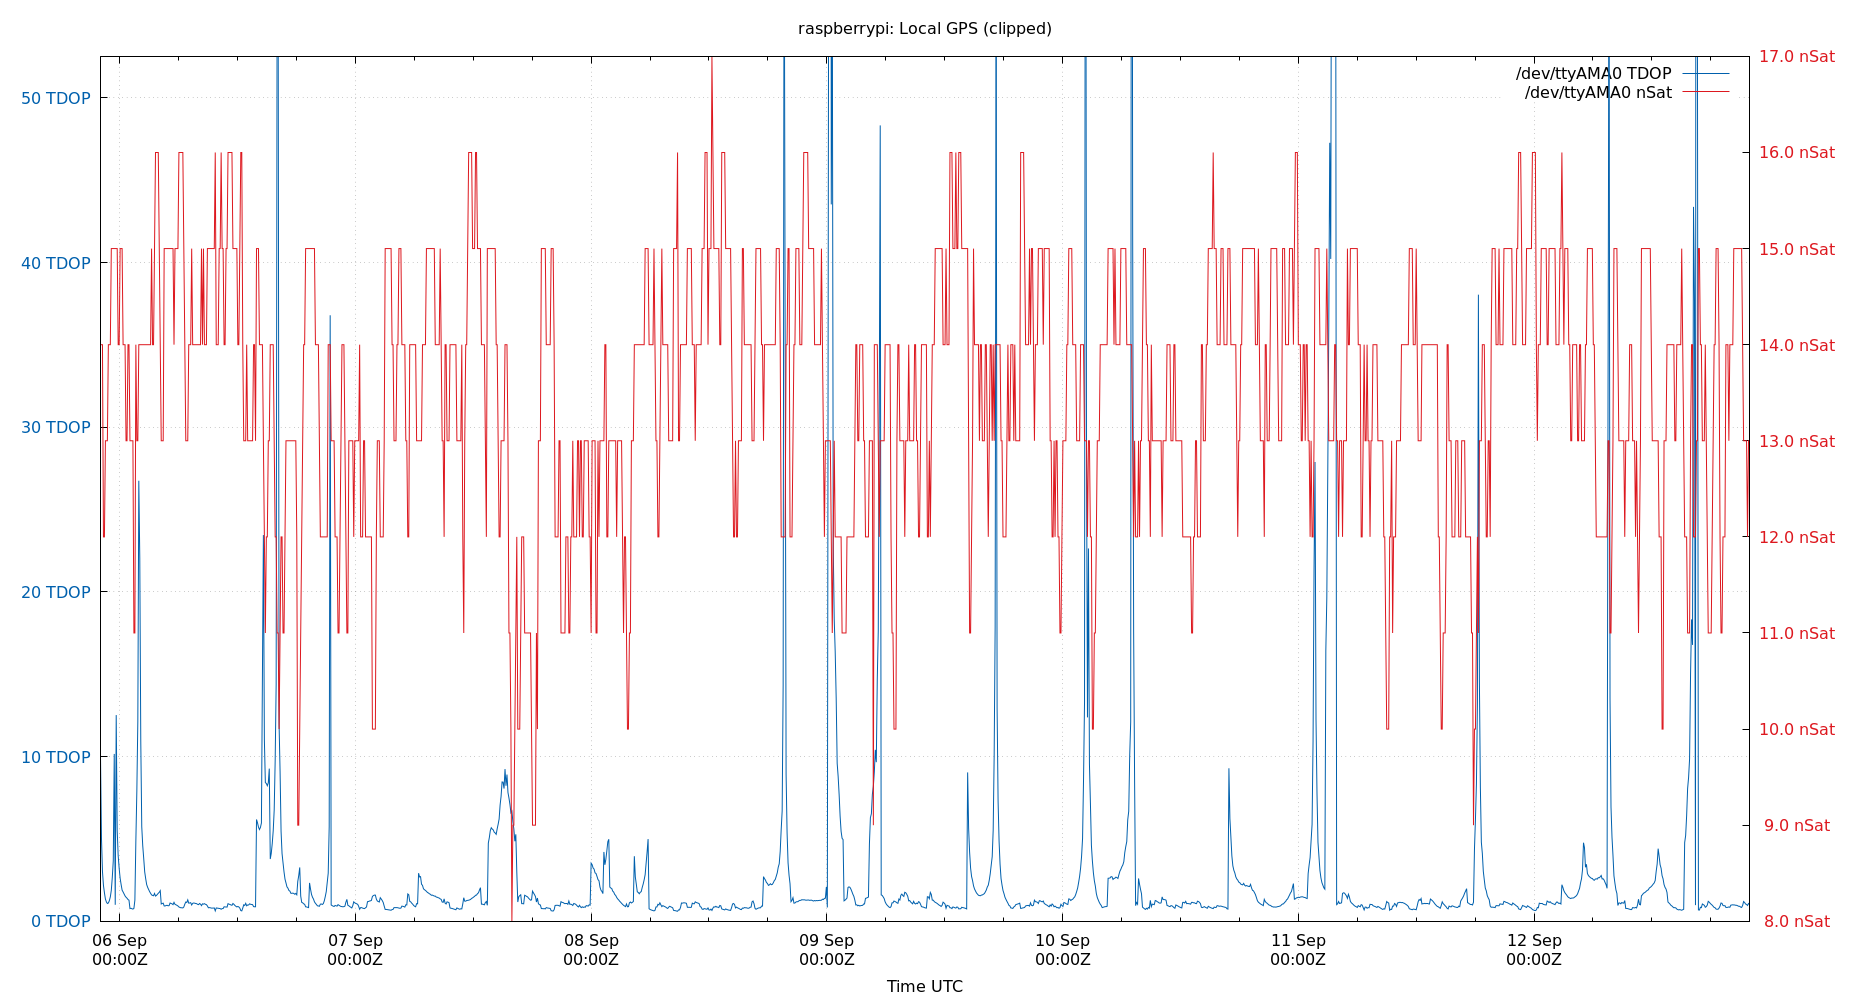 raspberrypi: Local GPS (clipped)
/dev/ttyAMA0 TDOP
/dev/ttyAMA0 nSat
50 TDOP
40 TDOP
30 TDOP
20 TDOP
10 TDOP
0 TDOP
17.0 nSat
16.0 nSat
15.0 nSat
14.0 nSat
13.0 nSat
12.0 nSat
11.0 nSat
10.0 nSat
9.0 nSat
8.0 nSat
06 Sep 07 Sep 08 Sep 09 Sep 10 Sep 11 Sep 12 Sep
00:00Z 00:00Z 00:00Z 00:00Z 00:00Z 00:00Z 00:00Z
Time UTC